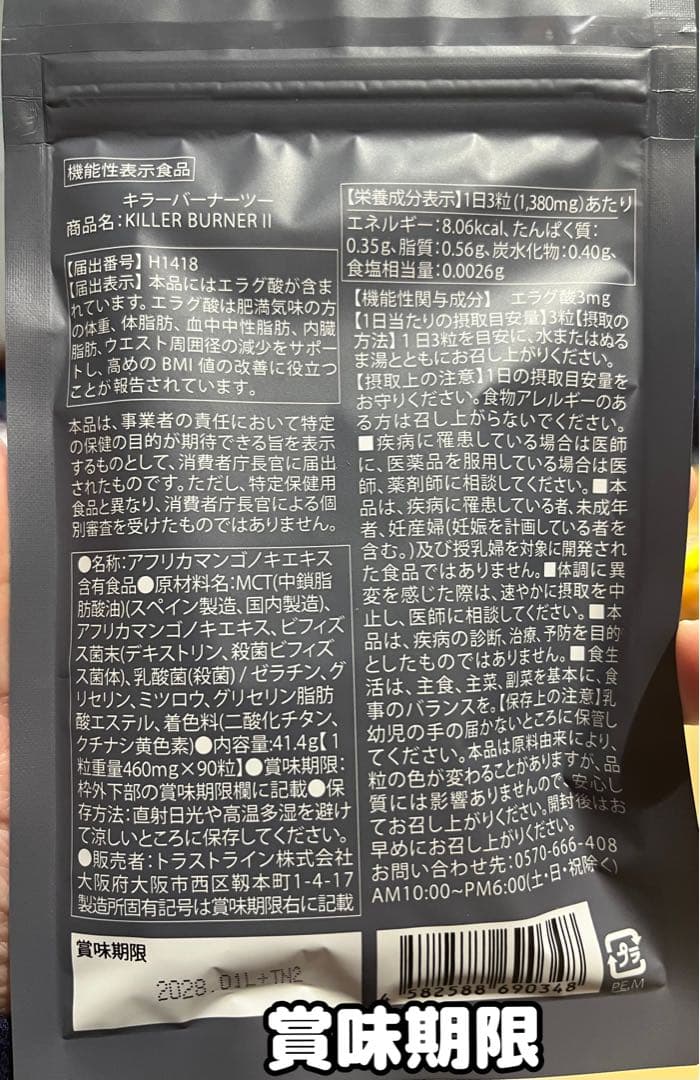 機能性表示食品
キラーバーナーツー
商品名:KILLER BURNER II
【届出番号】H1418
【届出表示】本品にはエラグ酸が含ま
れています。エラグ酸は肥満気味の方
の体重、体脂肪、血中中性脂肪、内臓
脂肪、ウエスト周囲径の減少をサポー
トし、高めのBMI値の改善に役立つ
ことが報告されています。
本品は、事業者の責任において特定
の保健の目的が期待できる旨を表示
するものとして、消費者庁長官に届出
されたものです。ただし、特定保健用
食品と異なり、消費者庁長官による個
別審査を受けたものではありません。
●名称:アフリカマンゴノキエキス
含有食品●原材料名:MCT(中鎖脂
肪酸油)(スペイン製造、国内製造)、
アフリカマンゴノキエキス、ビフィズ
ス菌末(デキストリン、殺菌ビフィズ
ス菌体)、乳酸菌(殺菌) / ゼラチン、グ
リセリン、ミツロウ、グリセリン脂肪
酸エステル、着色料(二酸化チタン、
クチナシ黄色素)●内容量:41.4g【1
粒重量460mg×90粒】●賞味期限:
枠外下部の賞味期限欄に記載●保
存方法:直射日光や高温多湿を避け
て涼しいところに保存してください。
●販売者:トラストライン株式会社
大阪府大阪市西区靱本町1-4-17
製造所固有記号は賞味期限右に記載
【栄養成分表示】1日3粒(1,380mg)あたり
エネルギー:8.06kcal、たんぱく質:
0.35g、脂質:0.56g、炭水化物:0.40g、
食塩相当量:0.0026g
【機能性関与成分】 エラグ酸3mg
【1日当たりの摂取目安量】3粒【摂取の
方法】1日3粒を目安に、水またはぬる
ま湯とともにお召し上がりください。
【摂取上の注意】1日の摂取目安量を
お守りください。食物アレルギーのあ
る方は召し上がらないでください。
■疾病に罹患している場合は医師
に、医薬品を服用している場合は医
師、薬剤師に相談してください。■本
品は、疾病に罹患している者、未成年
者、妊産婦(妊娠を計画している者を
含む。)及び授乳婦を対象に開発され
た食品ではありません。■体調に異
変を感じた際は、速やかに摂取を中
止し、医師に相談してください。■本
品は、疾病の診断、治療、予防を目的
としたものではありません。■食生
活は、主食、主菜、副菜を基本に、食
事のバランスを。【保存上の注意】乳
幼児の手の届かないところに保管し
てください。本品は原料由来により、
粒の色が変わることがありますが、品
質には影響ありませんので、安心し
てお召し上がりください。開封後はお
早めにお召し上がりください。
お問い合わせ先:0570-666-408
AM10:00~PM6:00(土・日・祝除く)
賞味期限
2028.01L+TN2
4 582588 690348
プラ
PE,M
賞味期限